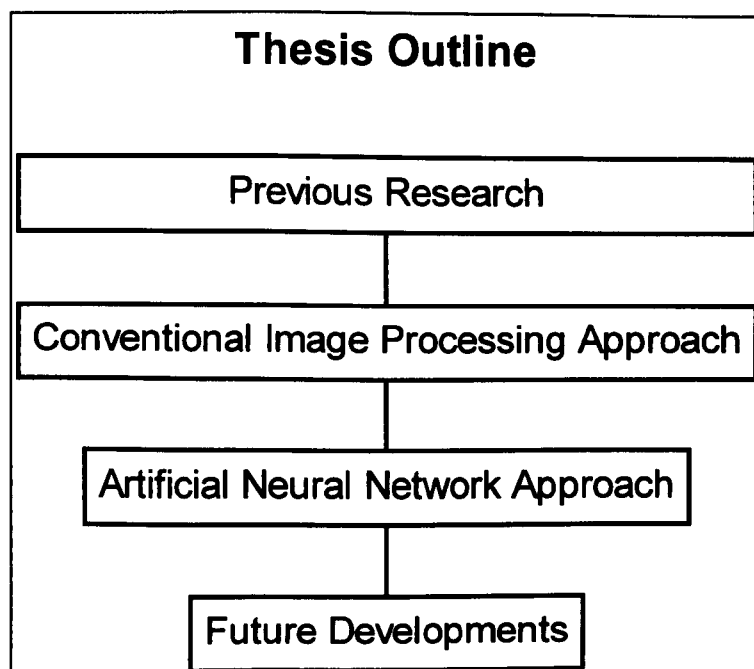 Thesis Outline
Previous Research
Conventional Image Processing Approach
Artificial Neural Network Approach
Future Developments